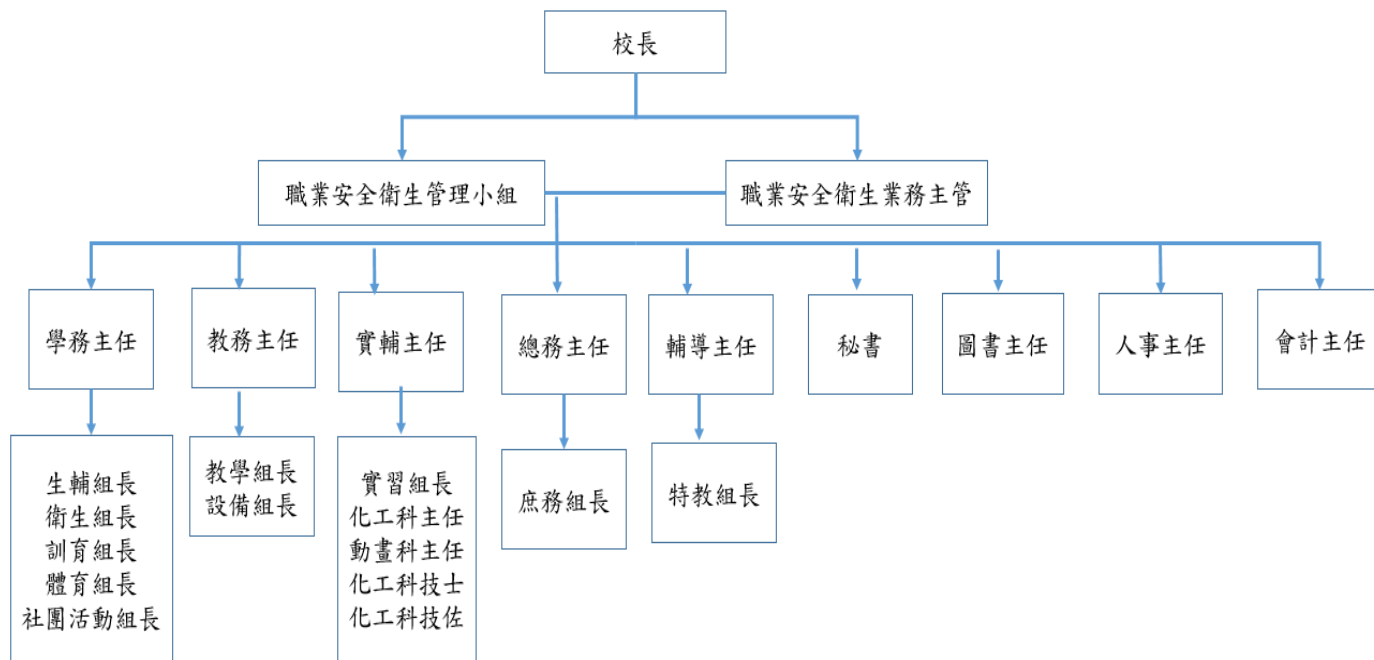 校長
職業安全衛生管理小組
職業安全衛生業務主管
學務主任
教務主任
實輔主任
總務主任
輔導主任
秘書
圖書主任
人事主任
會計主任
生輔組長
衛生組長
訓育組長
體育組長
社團活動組長
教學組長
設備組長
實習組長
化工科主任
動畫科主任
化工科技士
化工科技佐
庶務組長
特教組長